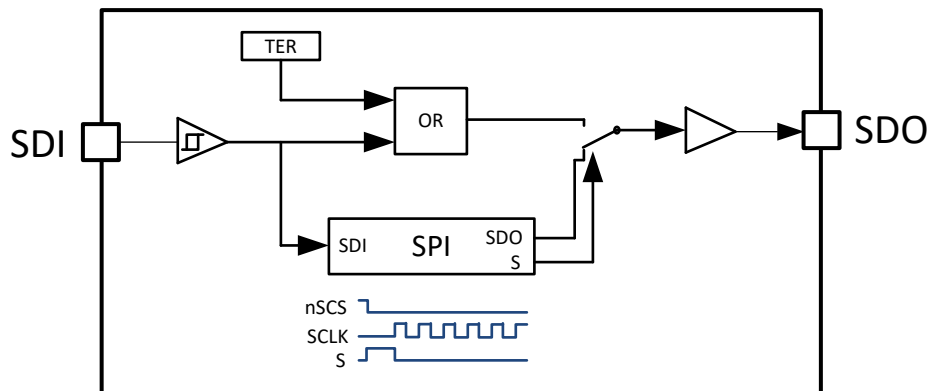 TER
OR
SDI
SDO
SDI
SPI
SDO
S
nSCS
SCLK
S